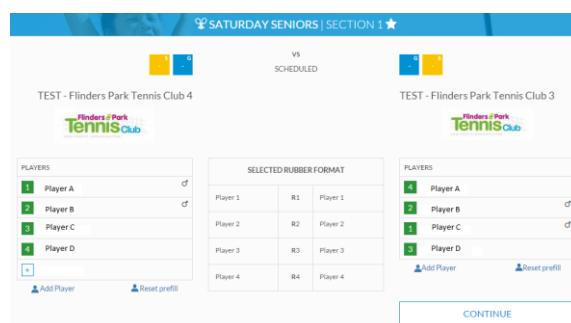 SATURDAY SENIORS | SECTION 1
S
G
VS
SCHEDULED
G
S
TEST - Flinders Park Tennis Club 4
TEST - Flinders Park Tennis Club 3
Flinders Park
Tennis Club
Flinders Park
Tennis Club
PLAYERS
1 Player A
2 Player B
3 Player C
4 Player D
+
Add Player Reset prefill
SELECTED RUBBER FORMAT
Player 1 R1 Player 1
Player 2 R2 Player 2
Player 3 R3 Player 3
Player 4 R4 Player 4
PLAYERS
4 Player A
2 Player B
1 Player C
3 Player D
Add Player Reset prefill
CONTINUE